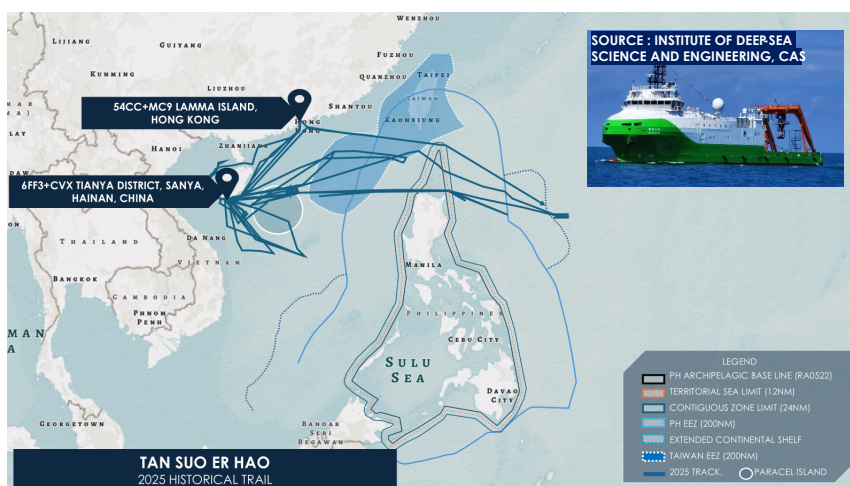 WENZHOU
LIJIANG
GUIYANG
FUZHOU
KUNMING
QUANZHOU
TAIPEI
LIUZHOU
TAIWAN
SHANTOU
KAOHSIUNG
HONG
KONG
ZHANJIANG
HANOI
SOURCE : INSTITUTE OF DEEP-SEA
SCIENCE AND ENGINEERING, CAS
54CC+MC9 LAMMA ISLAND,
HONG KONG
6FF3+CVX TIANYA DISTRICT, SANYA,
HAINAN, CHINA
DA NANG
THAILAND
VIETNAM
BANGKOK
MANILA
CAMBODIA
PHNOM
PENH
PHILIPPINES
CEBU CITY
SULU
SEA
DAVAO
CITY
MAN
A
GEORGETOWN
BANDAR
SERI
BEGAWAN
LEGEND
PH ARCHIPELAGIC BASE LINE (RA0522)
TERRITORIAL SEA LIMIT (12NM)
CONTIGUOUS ZONE LIMIT (24NM)
PH EEZ (200NM)
EXTENDED CONTINENTAL SHELF
TAIWAN EEZ (200NM)
2025 TRACK.
PARACEL ISLAND
TAN SUO ER HAO
2025 HISTORICAL TRAIL